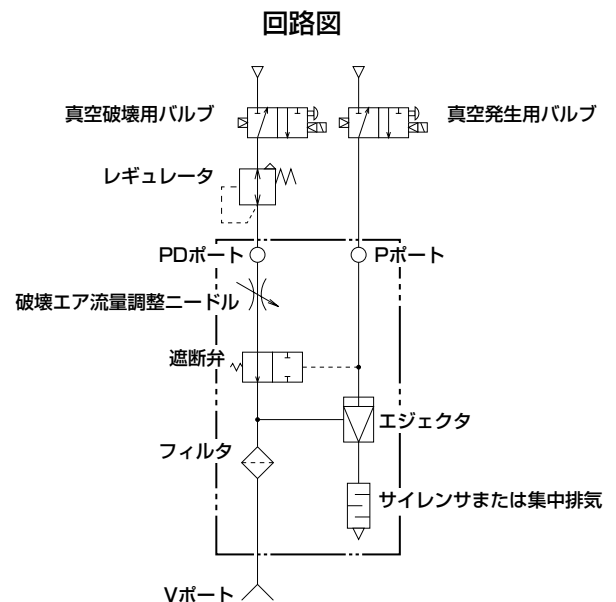 回路図
真空破壊用バルブ
真空発生用バルブ
レギュレータ
PDポート
Pポート
破壊エア流量調整ニードル
遮断弁
エジェクタ
フィルタ
サイレンサまたは集中排気
Vポート